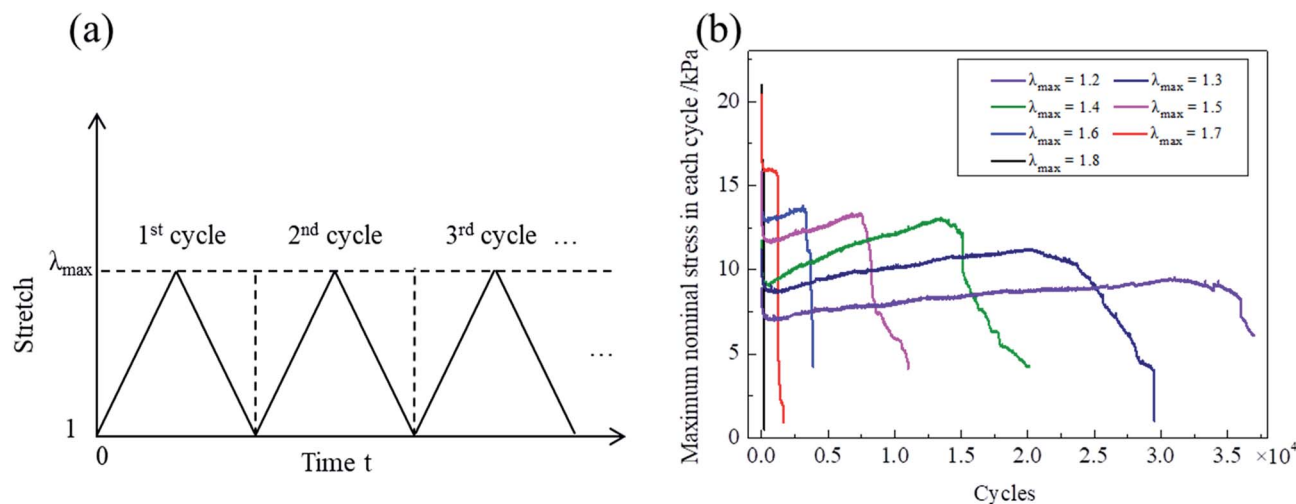 (a)
Stretch
λmax
1
0
1st cycle
2nd cycle
3rd cycle
...
...
Time t
(b)
Maximum nominal stress in each cycle /kPa
20
15
10
5
0
λmax = 1.2
λmax = 1.3
λmax = 1.4
λmax = 1.5
λmax = 1.6
λmax = 1.7
λmax = 1.8
0.0 0.5 1.0 1.5 2.0 2.5 3.0 3.5 ×10⁴
Cycles